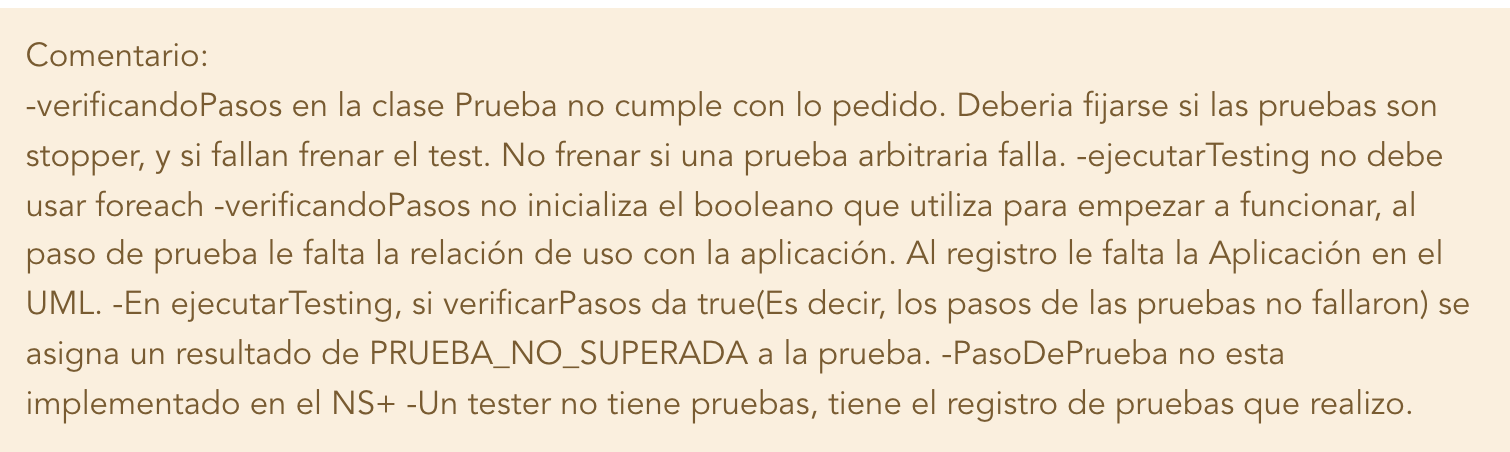 Comentario:
-verificandoPasos en la clase Prueba no cumple con lo pedido. Deberia fijarse si las pruebas son
stopper, y si fallan frenar el test. No frenar si una prueba arbitraria falla. -ejecutarTesting no debe
usar foreach -verificandoPasos no inicializa el booleano que utiliza para empezar a funcionar, al
paso de prueba le falta la relación de uso con la aplicación. Al registro le falta la Aplicación en el
UML. -En ejecutarTesting, si verificarPasos da true(Es decir, los pasos de las pruebas no fallaron) se
asigna un resultado de PRUEBA_NO_SUPERADA a la prueba. -PasoDePrueba no esta
implementado en el NS+ -Un tester no tiene pruebas, tiene el registro de pruebas que realizo.